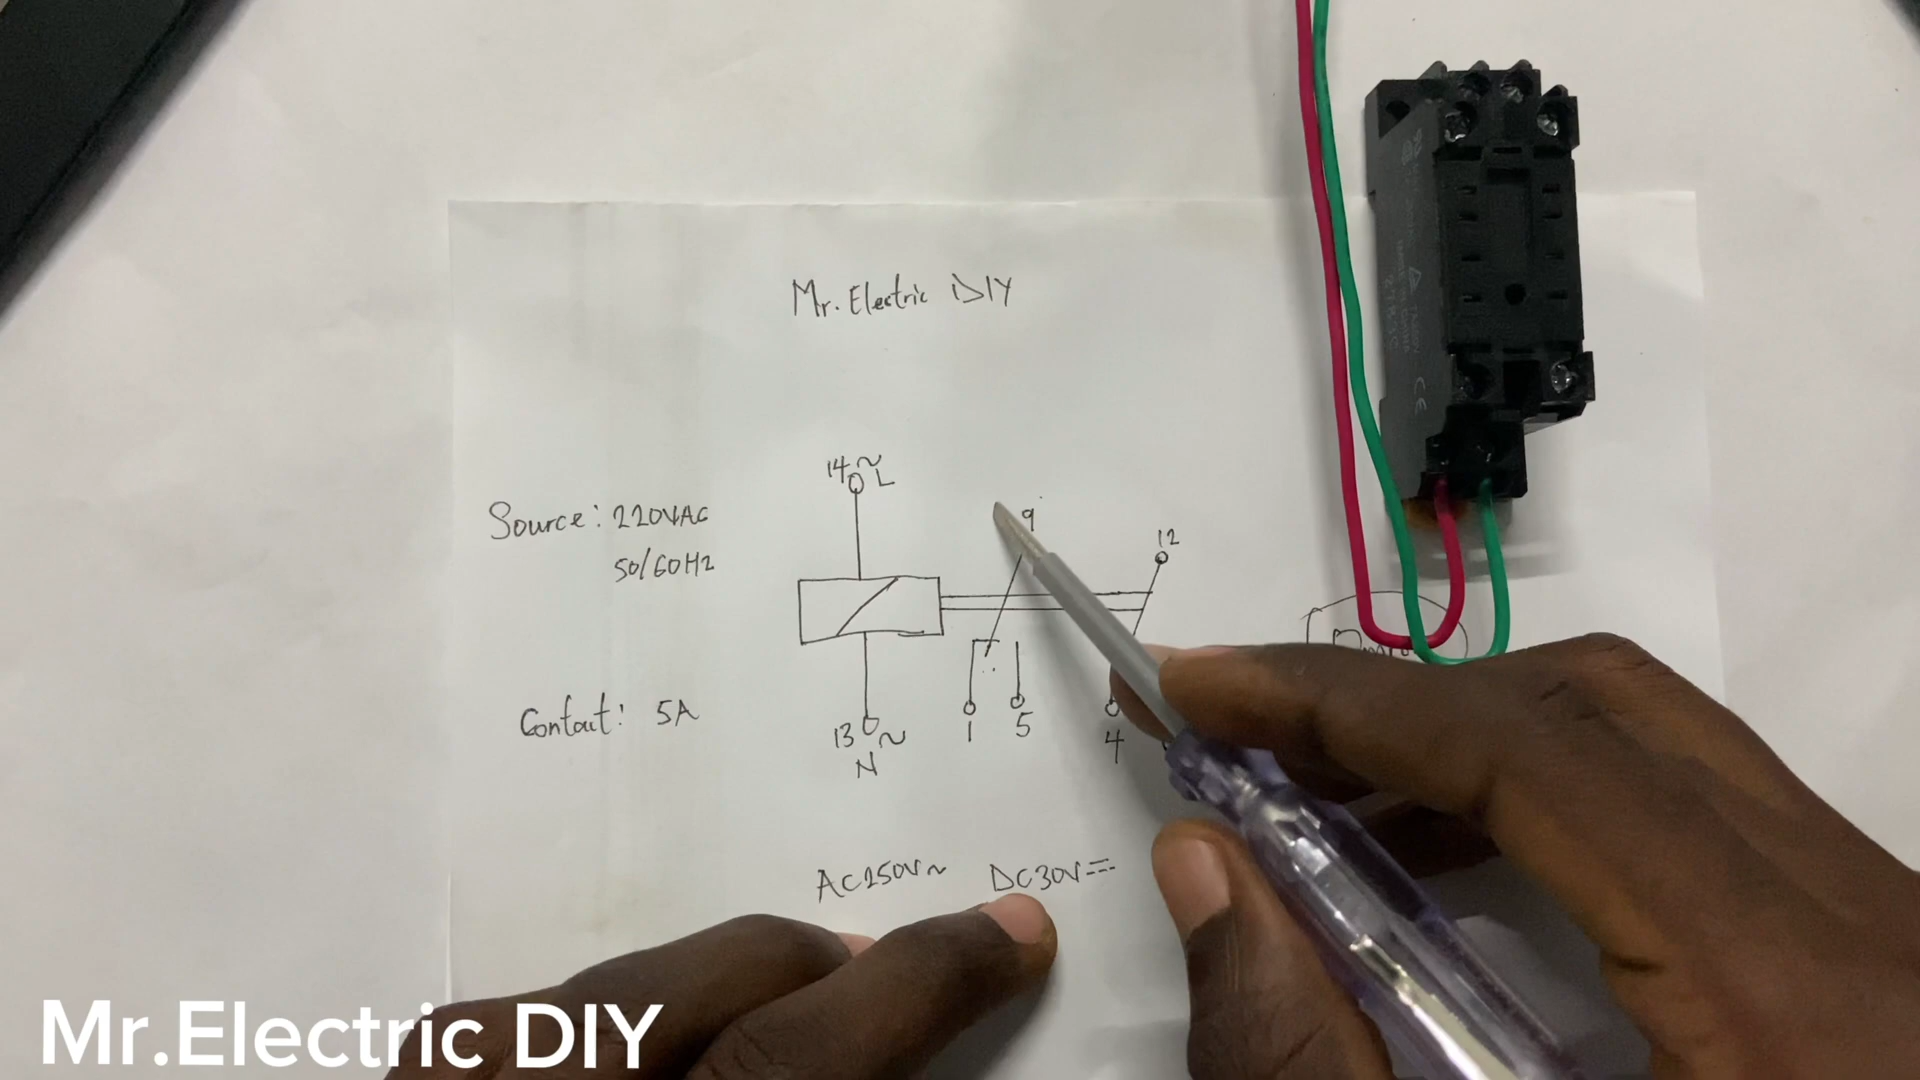 Mr. Electric DIY
14 ~
L
Source: 220VAC
50/60Hz
9
12
Contact: 5A
13 ~
N
1
5
4
AC250V~ DC30V
CE
Mr.Electric DIY